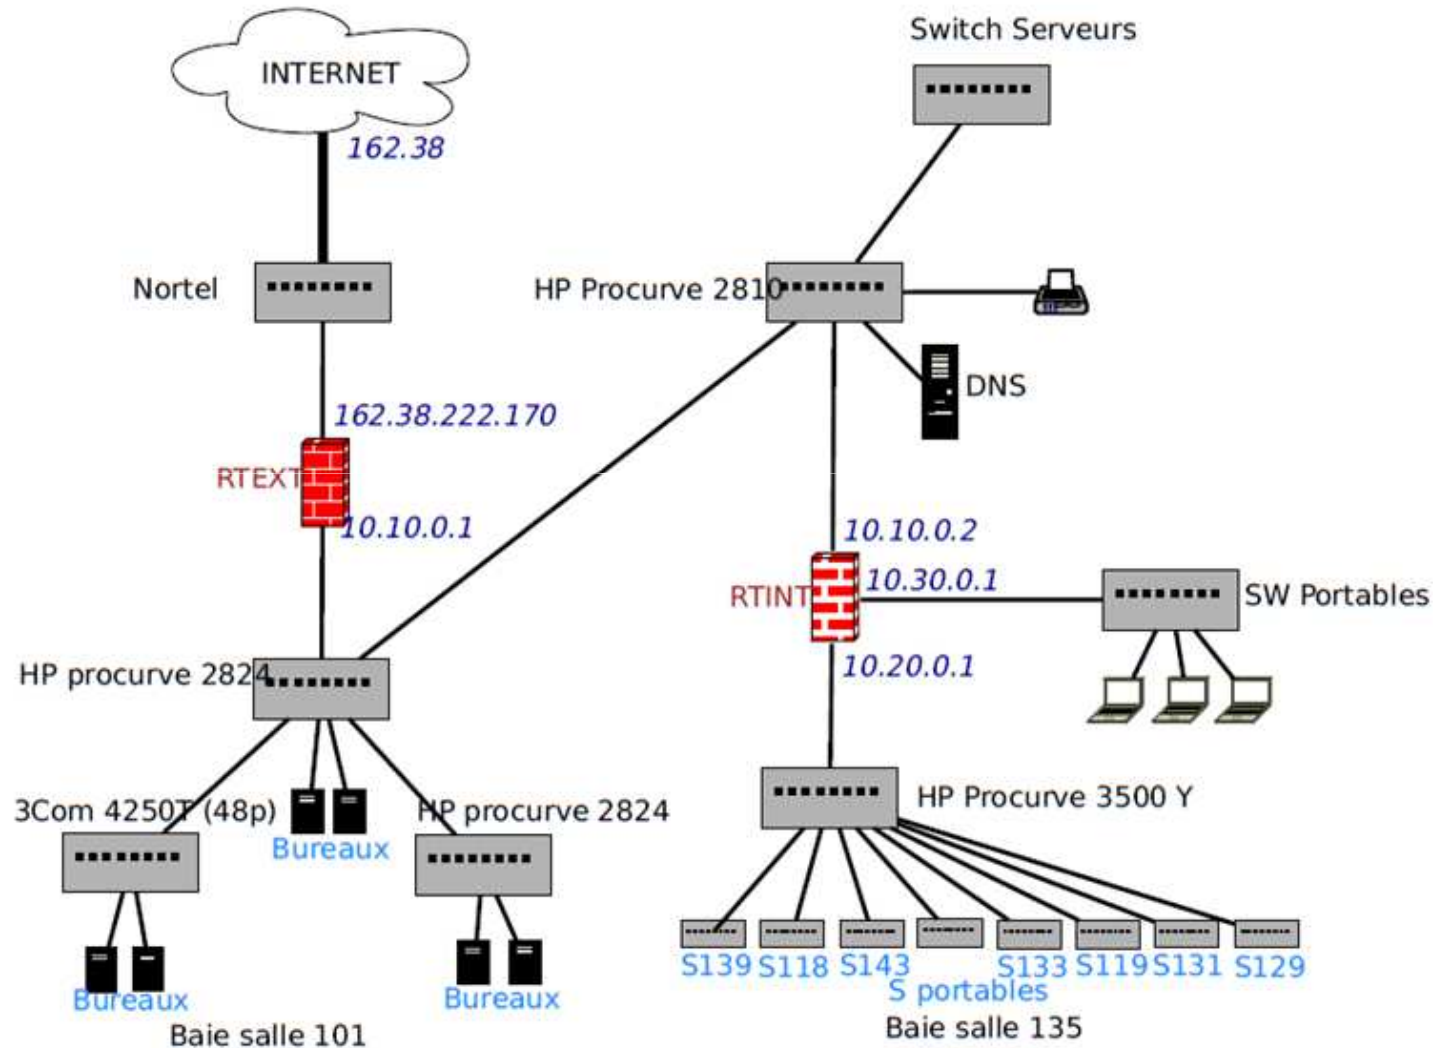 Switch Serveurs
INTERNET
162.38
Nortel
HP Procurve 2810
DNS
162.38.222.170
RTEXT
10.10.0.1
10.10.0.2
10.30.0.1
RTINT
SW Portables
10.20.0.1
HP procurve 2824
3Com 4250T (48p)
HP procurve 2824
HP Procurve 3500 Y
Bureaux
S139
S118
S143
S133
S119
S131
S129
S portables
Bureaux
Bureaux
Baie salle 101
Baie salle 135